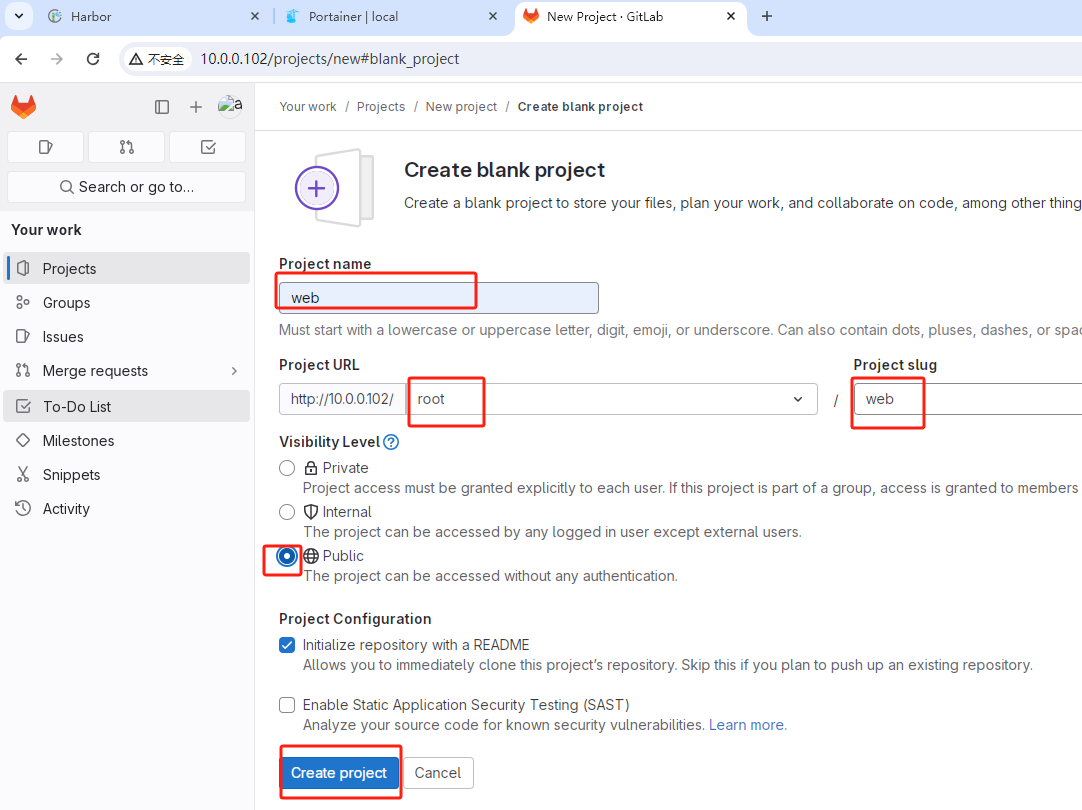 Harbor
Portainer | local
New Project · GitLab
不安全
10.0.0.102/projects/new#blank_project
a
Search or go to…
Your work
Projects
Groups
Issues
Merge requests
To-Do List
Milestones
Snippets
Activity
Your work / Projects / New project / Create blank project
Create blank project
Create a blank project to store your files, plan your work, and collaborate on code, among other thing
Project name
web
Must start with a lowercase or uppercase letter, digit, emoji, or underscore. Can also contain dots, pluses, dashes, or spac
Project URL
Project slug
http://10.0.0.102/ root / web
Visibility Level
Private
Project access must be granted explicitly to each user. If this project is part of a group, access is granted to members
Internal
The project can be accessed by any logged in user except external users.
Public
The project can be accessed without any authentication.
Project Configuration
Initialize repository with a README
Allows you to immediately clone this project's repository. Skip this if you plan to push up an existing repository.
Enable Static Application Security Testing (SAST)
Analyze your source code for known security vulnerabilities. Learn more.
Create project
Cancel